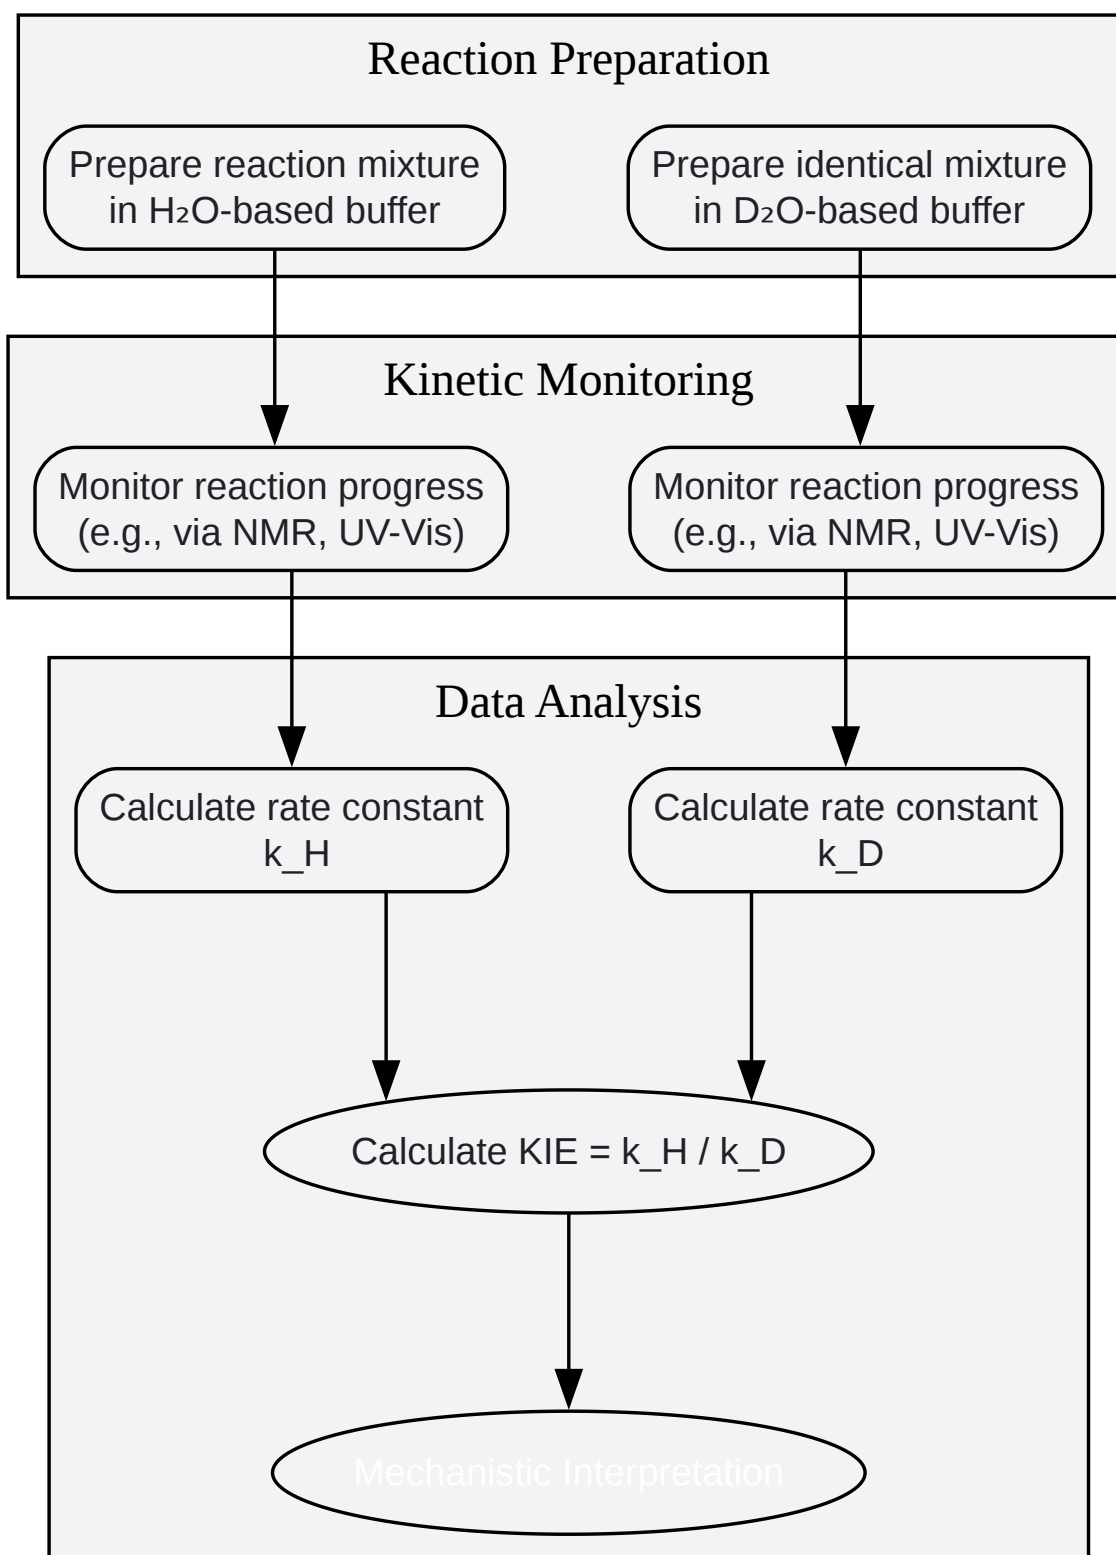 Reaction Preparation
Prepare reaction mixture
in H₂O-based buffer
Prepare identical mixture
in D₂O-based buffer
Kinetic Monitoring
Monitor reaction progress
(e.g., via NMR, UV-Vis)
Monitor reaction progress
(e.g., via NMR, UV-Vis)
Data Analysis
Calculate rate constant
k_H
Calculate rate constant
k_D
Calculate KIE = k_H / k_D
Mechanistic Interpretation